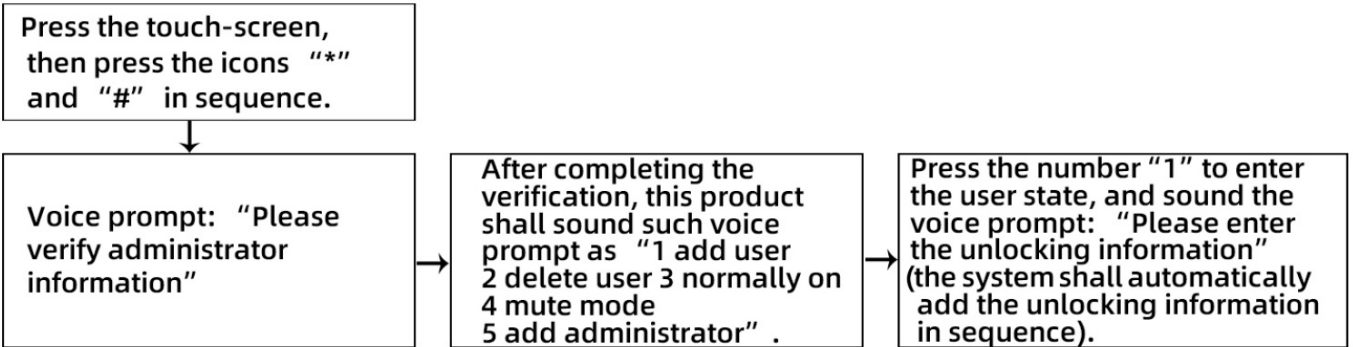 Press the touch-screen,
then press the icons “*”
and “#” in sequence.
Voice prompt: “Please
verify administrator
information”
After completing the
verification, this product
shall sound such voice
prompt as “1 add user
2 delete user 3 normally on
4 mute mode
5 add administrator” .
Press the number “1” to enter
the user state, and sound the
voice prompt: “Please enter
the unlocking information”
(the system shall automatically
add the unlocking information
in sequence).